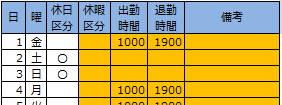 日 曜 休日区分 休暇区分 出勤時間 退勤時間 備考
1 金 1000 1900
2 土 ○
3 日 ○
4 月 1000 1900